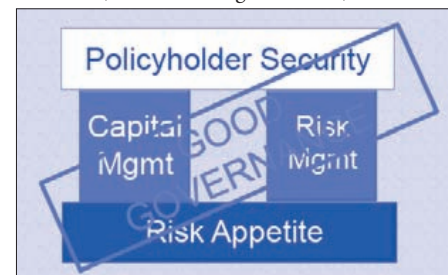 Policyholder Security
Capital
Mgmt
Risk
Mgmt
GOOD
GOVERNANCE
Risk Appetite